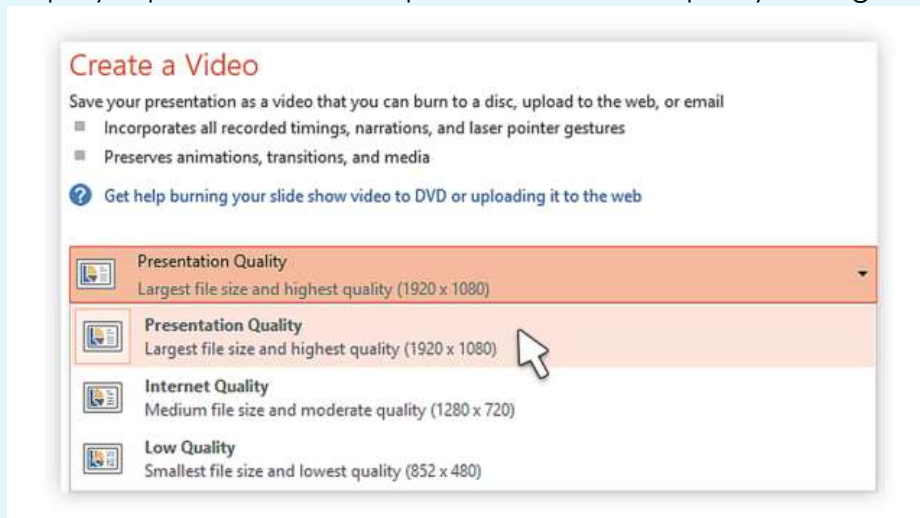 Create a Video
Save your presentation as a video that you can burn to a disc, upload to the web, or email
Incorporates all recorded timings, narrations, and laser pointer gestures
Preserves animations, transitions, and media
Get help burning your slide show video to DVD or uploading it to the web
Presentation Quality
Largest file size and highest quality (1920 x 1080)
Presentation Quality
Largest file size and highest quality (1920 x 1080)
Internet Quality
Medium file size and moderate quality (1280 x 720)
Low Quality
Smallest file size and lowest quality (852 x 480)